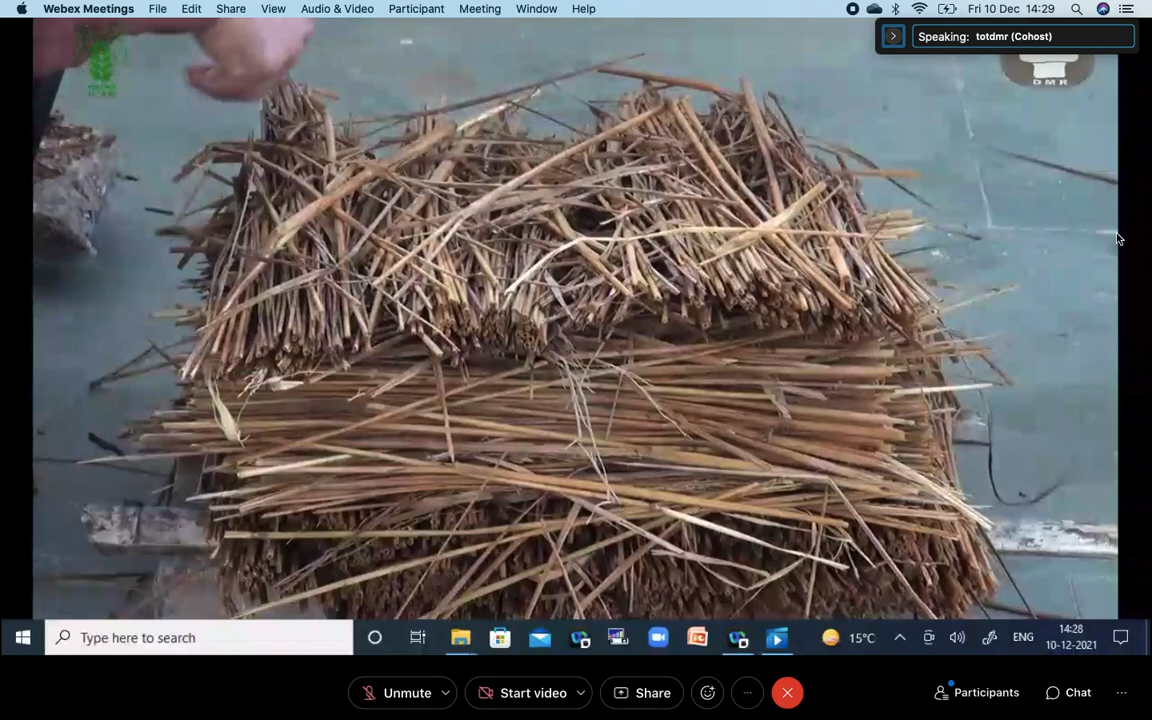 Webex Meetings File Edit Share View Audio & Video Participant Meeting Window Help Fri 10 Dec 14:29
Speaking: totdmr (Cohost)
DMR
Type here to search
15°C
ENG
14:28
10-12-2021
Unmute
Start video
Share
Participants
Chat